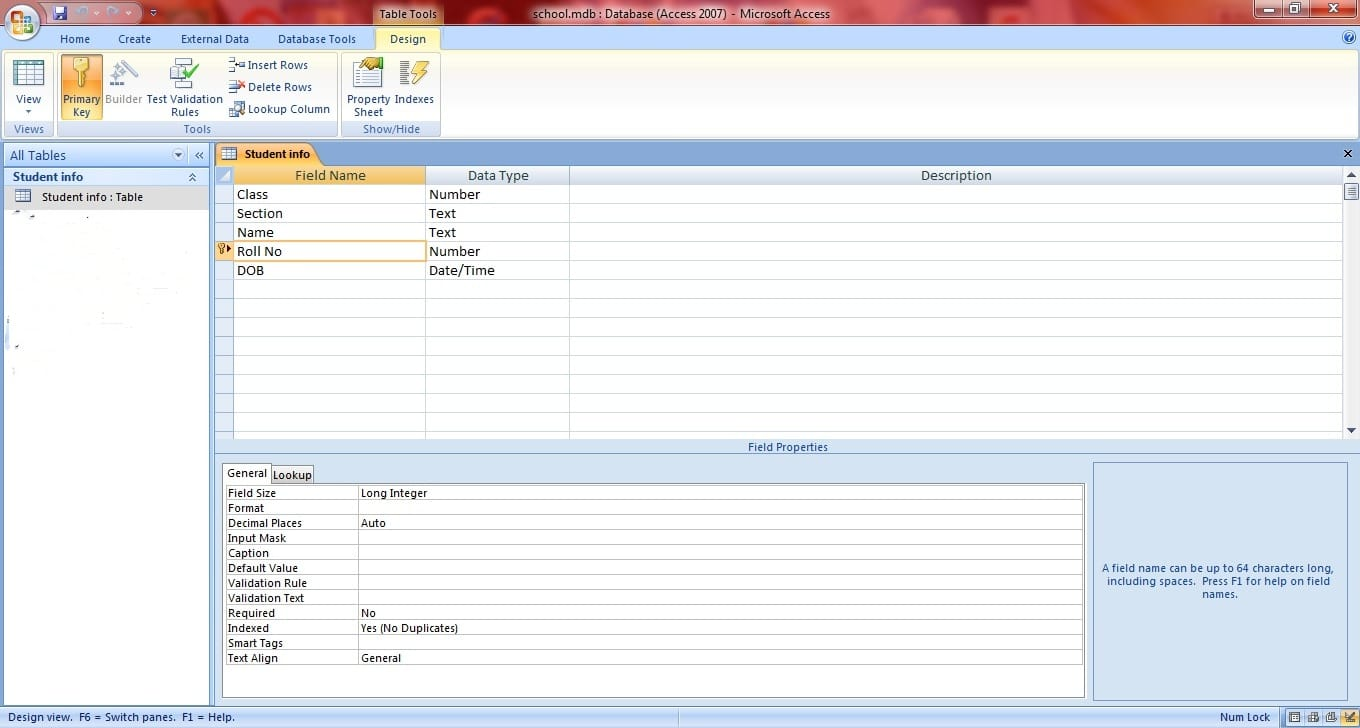 Table Tools
school.mdb : Database (Access 2007) - Microsoft Access
Home Create External Data Database Tools Design
View
Primary Key
Builder
Test Validation Rules
Insert Rows
Delete Rows
Lookup Column
Property Sheet
Indexes
Views Tools Show/Hide
All Tables
Student info
Student info : Table
Student info
Field Name Data Type Description
Class Number
Section Text
Name Text
Roll No Number
DOB Date/Time
Field Properties
General Lookup
Field Size Long Integer
Format
Decimal Places Auto
Input Mask
Caption
Default Value
Validation Rule
Validation Text
Required No
Indexed Yes (No Duplicates)
Smart Tags
Text Align General
A field name can be up to 64 characters long,
including spaces. Press F1 for help on field
names.
Design view. F6 = Switch panes. F1 = Help.
Num Lock